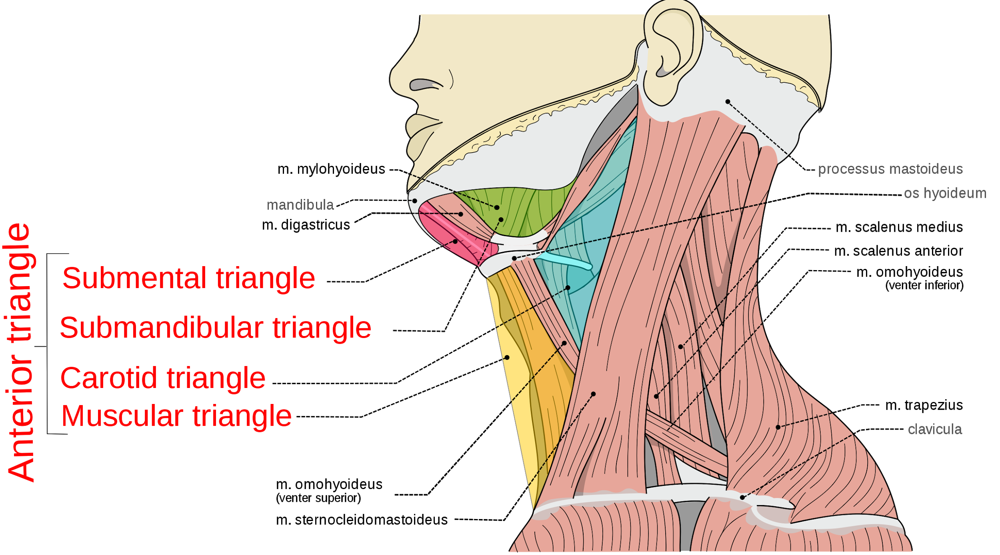 m. mylohyoideus
mandibula
m. digastricus
Anterior triangle
Submental triangle
Submandibular triangle
Carotid triangle
Muscular triangle
m. omohyoideus
(venter superior)
m. sternocleidomastoideus
processus mastoideus
os hyoideum
m. scalenus medius
m. scalenus anterior
m. omohyoideus
(venter inferior)
m. trapezius
clavicula